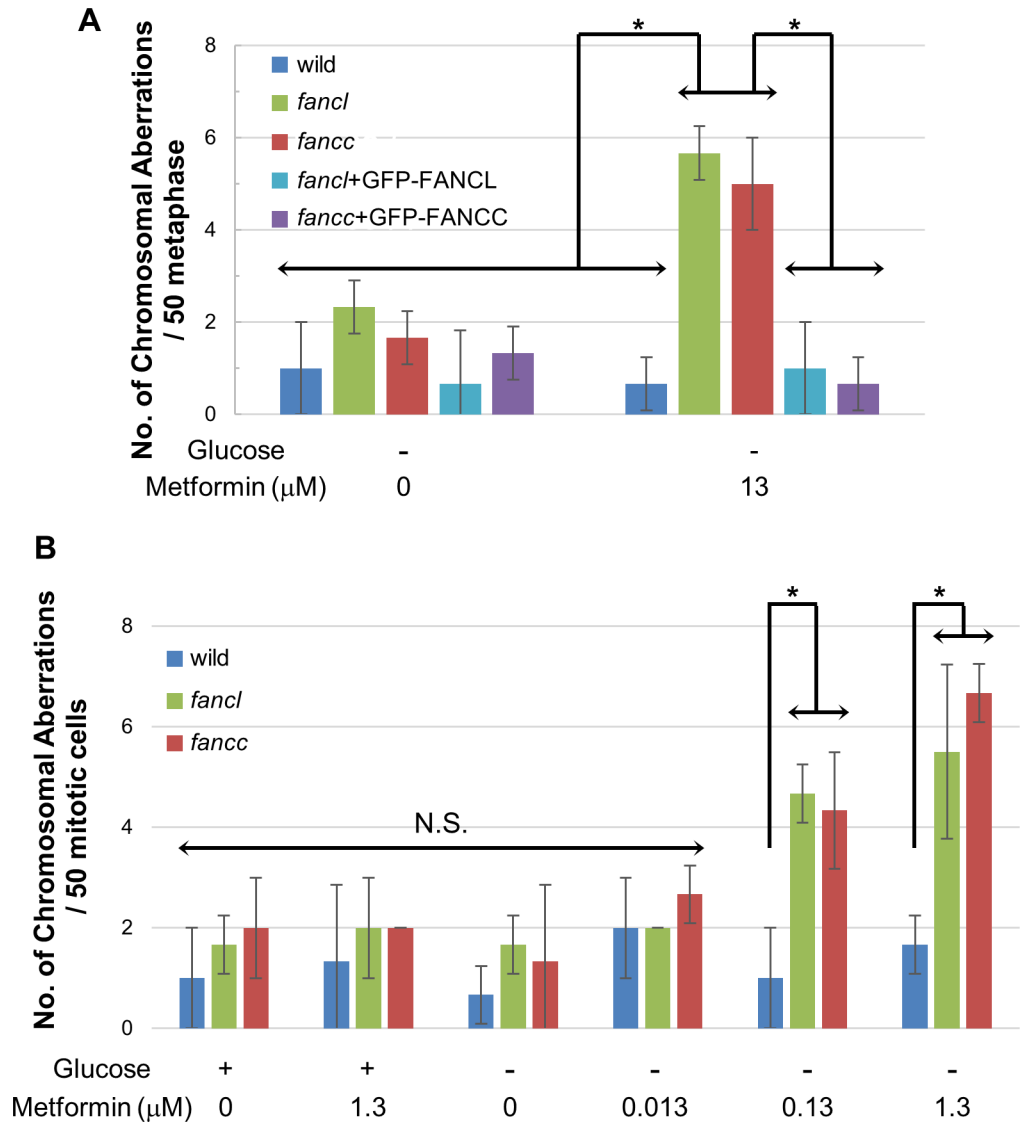 A
No. of Chromosomal Aberrations
/ 50 metaphase
8
6
4
2
0
wild
fancl
fancc
fancl+GFP-FANCL
fancc+GFP-FANCC
*
*
Glucose - -
Metformin (μM) 0 13
B
No. of Chromosomal Aberrations
/ 50 mitotic cells
8
6
4
2
0
wild
fancl
fancc
N.S.
*
*
Glucose + + - - - -
Metformin (μM) 0 1.3 0 0.013 0.13 1.3